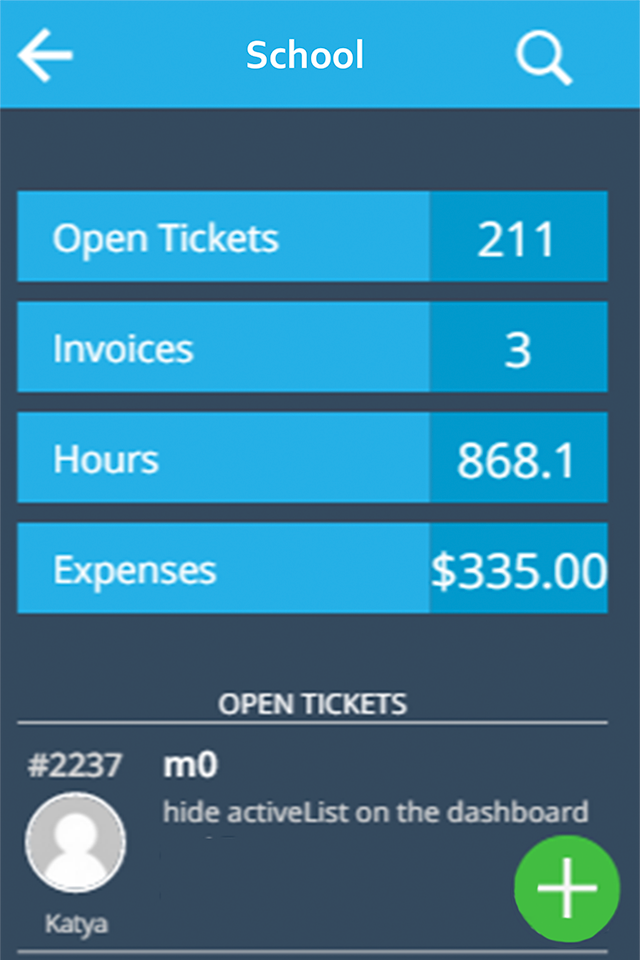 School
Open Tickets 211
Invoices 3
Hours 868.1
Expenses $335.00
OPEN TICKETS
#2237 m0
hide activeList on the dashboard
Katya